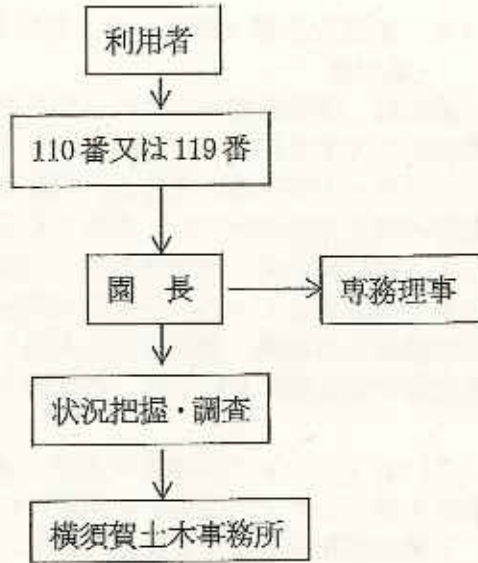 利用者
110番又は119番
園　長
専務理事
状況把握・調査
横須賀土木事務所